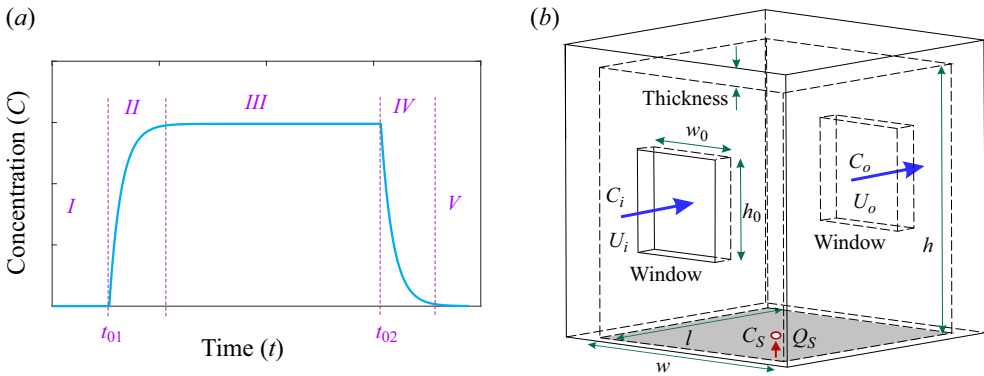 (a)
Concentration (C)
I
II
III
IV
V
t01
t02
Time (t)
(b)
Thickness
w0
Ci
Ui
h0
Window
Co
Uo
Window
h
CS
QS
l
w